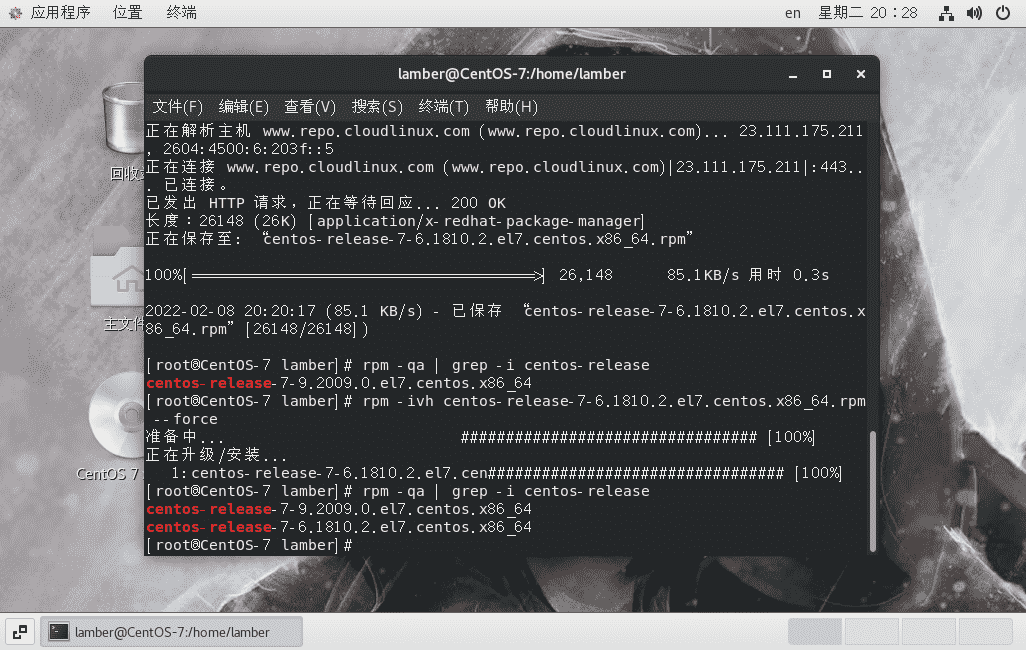 应用程序 位置 终端 en 星期二 20：28
lamber@CentOS-7:/home/lamber
文件(F) 编辑(E) 查看(V) 搜索(S) 终端(T) 帮助(H)
正在解析主机 www.repo.cloudlinux.com (www.repo.cloudlinux.com)... 23.111.175.211
, 2604:4500:6:203f::5
正在连接 www.repo.cloudlinux.com (www.repo.cloudlinux.com)|23.111.175.211|:443..
. 已连接。
已发出 HTTP 请求，正在等待回应... 200 OK
长度：26148 (26K) [application/x-redhat-package-manager]
正在保存至: “centos-release-7-6.1810.2.el7.centos.x86_64.rpm”
100%[======================================>] 26,148 85.1KB/s 用时 0.3s
2022-02-08 20:20:17 (85.1 KB/s) - 已保存 “centos-release-7-6.1810.2.el7.centos.x
86_64.rpm” [26148/26148])
[root@CentOS-7 lamber]# rpm -qa | grep -i centos-release
centos-release-7-9.2009.0.el7.centos.x86_64
[root@CentOS-7 lamber]# rpm -ivh centos-release-7-6.1810.2.el7.centos.x86_64.rpm
--force
准备中... ################################# [100%]
正在升级/安装...
1:centos-release-7-6.1810.2.el7.cen################################# [100%]
[root@CentOS-7 lamber]# rpm -qa | grep -i centos-release
centos-release-7-9.2009.0.el7.centos.x86_64
centos-release-7-6.1810.2.el7.centos.x86_64
[root@CentOS-7 lamber]#
回收
主文件
CentOS 7
lamber@CentOS-7:/home/lamber